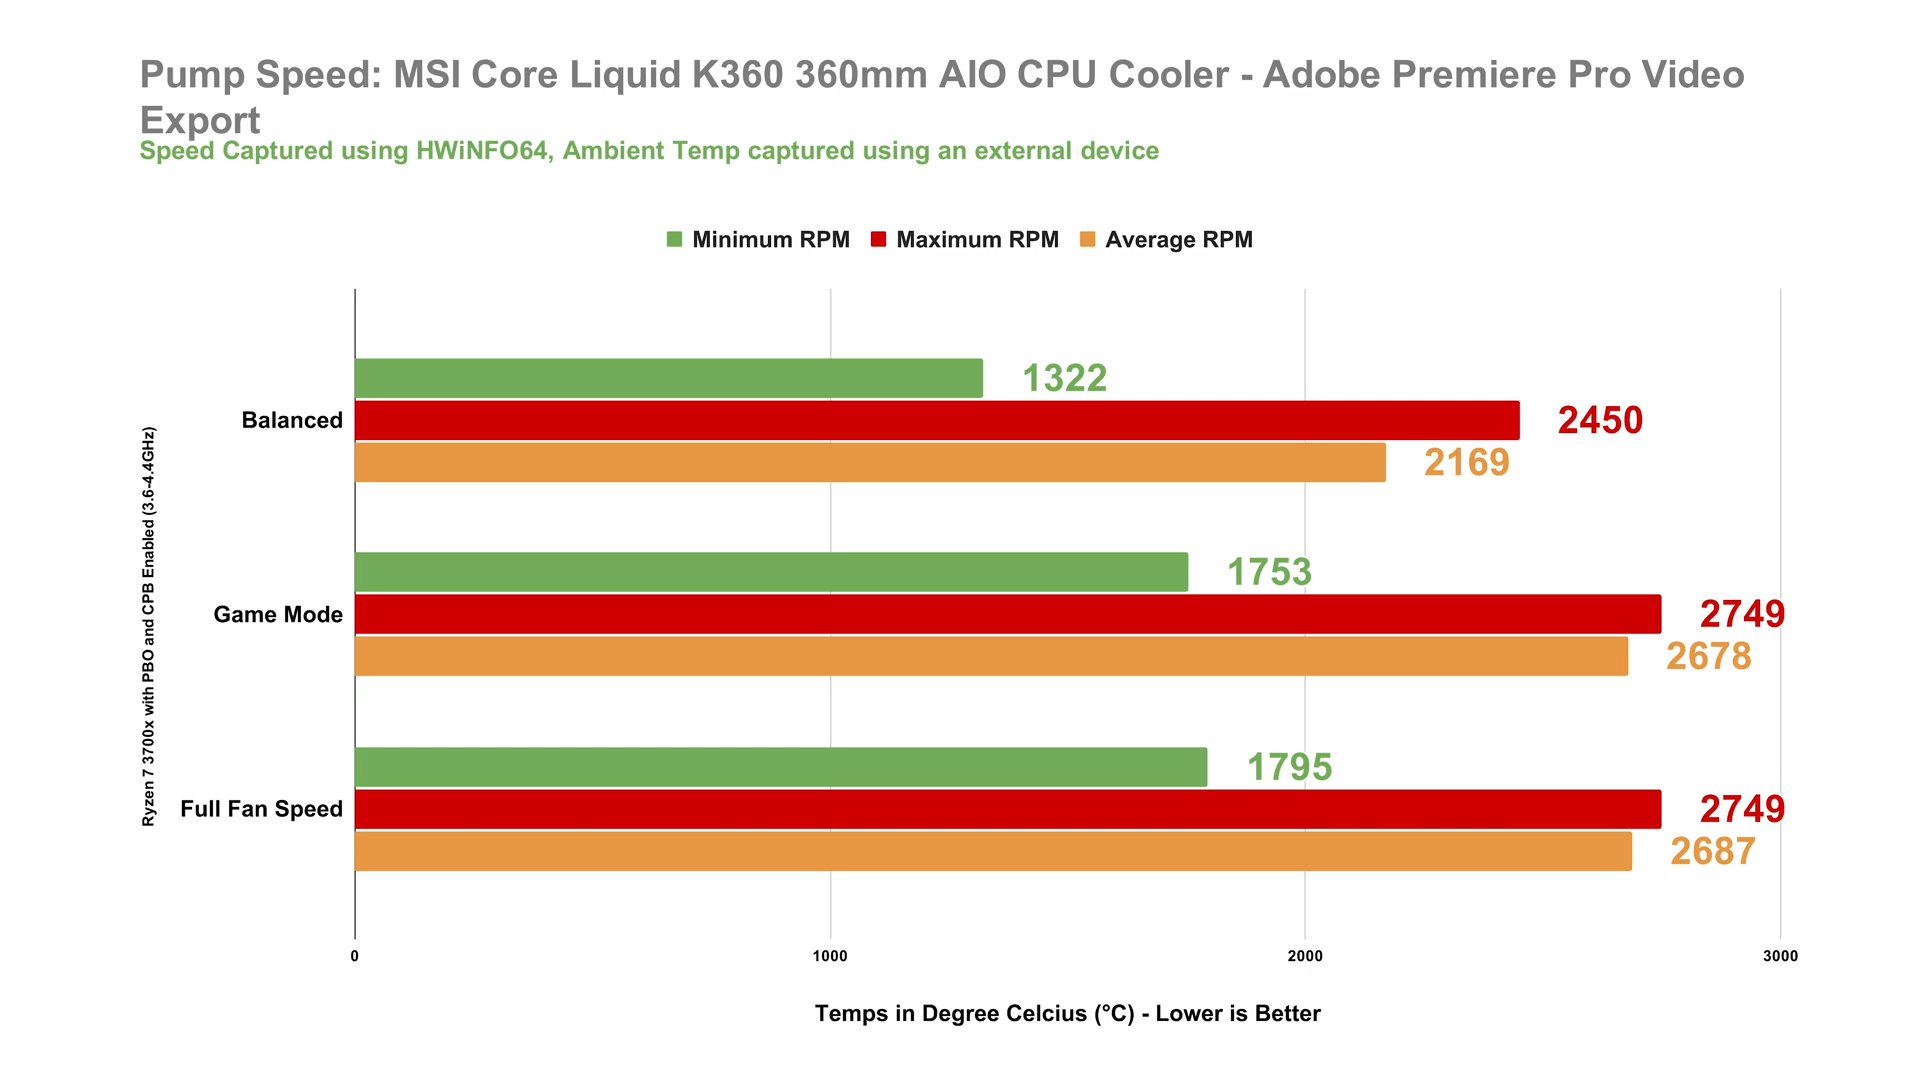 Pump Speed: MSI Core Liquid K360 360mm AIO CPU Cooler - Adobe Premiere Pro Video
Export
Speed Captured using HWiNFO64, Ambient Temp captured using an external device
Minimum RPM
Maximum RPM
Average RPM
Ryzen 7 3700x with PBO and CPB Enabled (3.6-4.4GHz)
Balanced
1322
2450
2169
Game Mode
1753
2749
2678
Full Fan Speed
1795
2749
2687
0
1000
2000
3000
Temps in Degree Celcius (°C) - Lower is Better